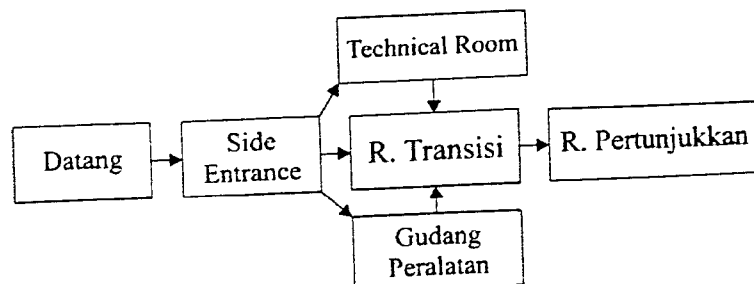 Technical Room
Datang
Side
Entrance
R. Transisi
R. Pertunjukkan
Gudang
Peralatan